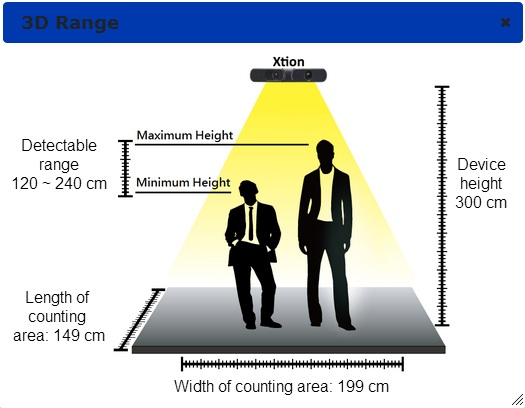 3D Range
Xtion
Maximum Height
Detectable
range
120 ~ 240 cm
Minimum Height
Device
height
300 cm
Length of
counting
area: 149 cm
Width of counting area: 199 cm